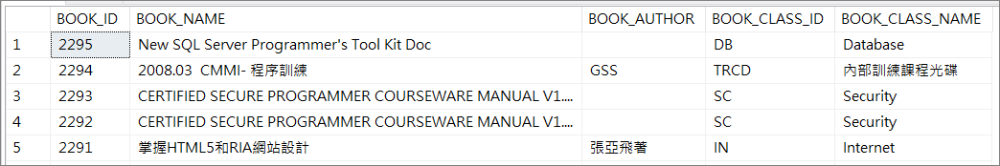 BOOK_ID BOOK_NAME BOOK_AUTHOR BOOK_CLASS_ID BOOK_CLASS_NAME
1 2295 New SQL Server Programmer's Tool Kit Doc DB Database
2 2294 2008.03  CMMI- 程序訓練 GSS TRCD 內部訓練課程光碟
3 2293 CERTIFIED SECURE PROGRAMMER COURSEWARE MANUAL V1.... SC Security
4 2292 CERTIFIED SECURE PROGRAMMER COURSEWARE MANUAL V1.... SC Security
5 2291 掌握HTML5和RIA網站設計 張亞飛著 IN Internet